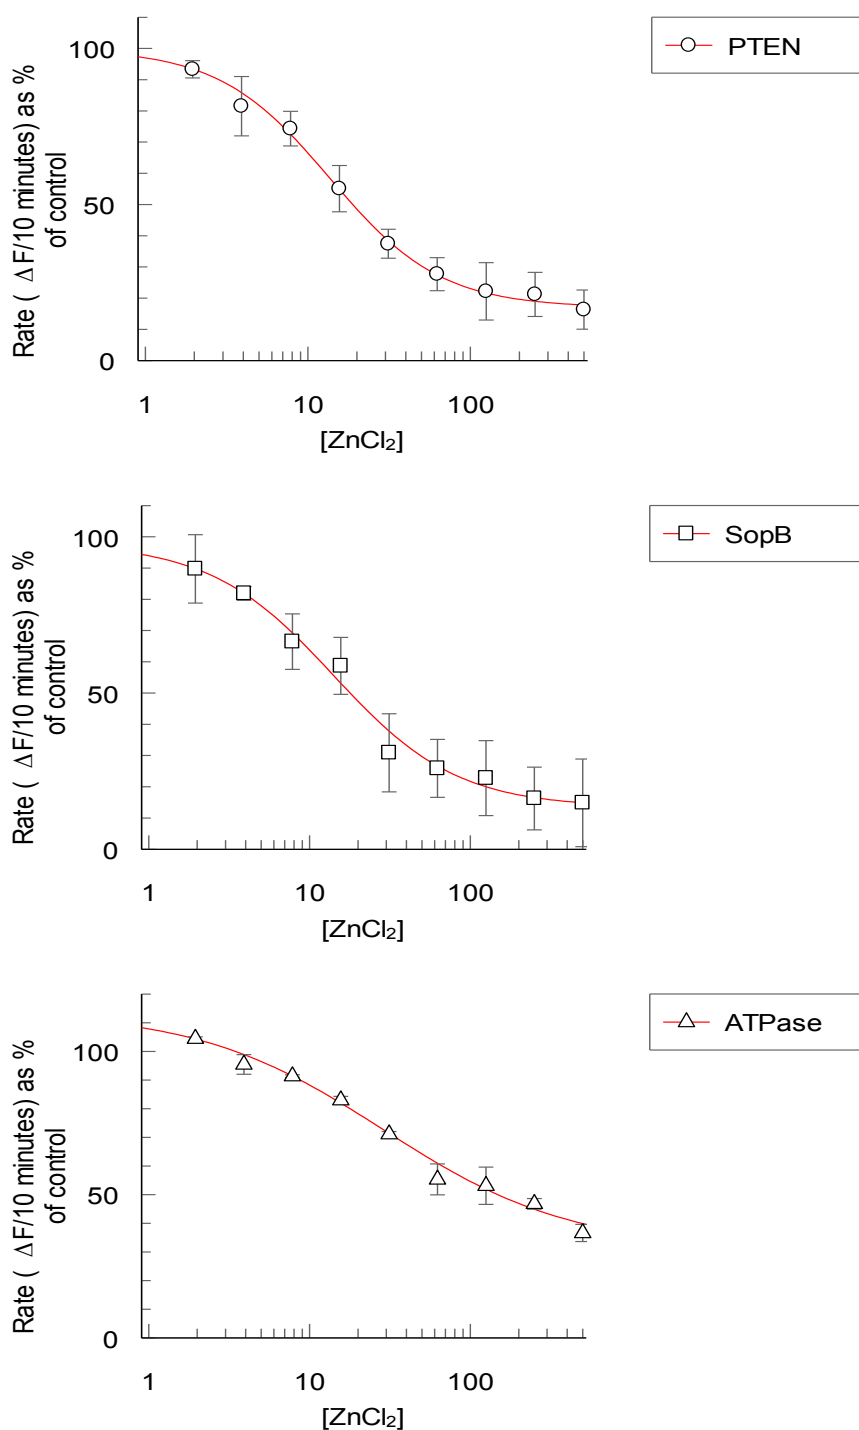 PTEN
Rate ( ΔF/10 minutes) as %
of control
100
50
0
1 10 100
[ZnCl₂]
SopB
Rate ( ΔF/10 minutes) as %
of control
100
50
0
1 10 100
[ZnCl₂]
ATPase
Rate ( ΔF/10 minutes) as %
of control
100
50
0
1 10 100
[ZnCl₂]